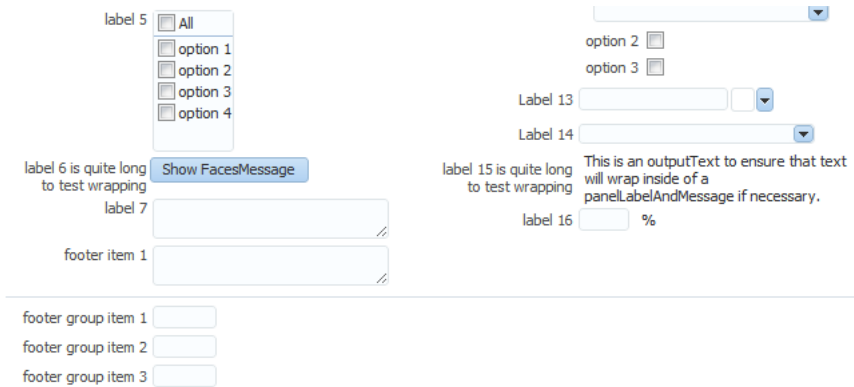 label 5
All
option 1
option 2
option 3
option 4
label 6 is quite long
to test wrapping
Show FacesMessage
label 7
footer item 1
option 2
option 3
Label 13
Label 14
label 15 is quite long
to test wrapping
This is an outputText to ensure that text
will wrap inside of a
panelLabelAndMessage if necessary.
label 16
%
footer group item 1
footer group item 2
footer group item 3